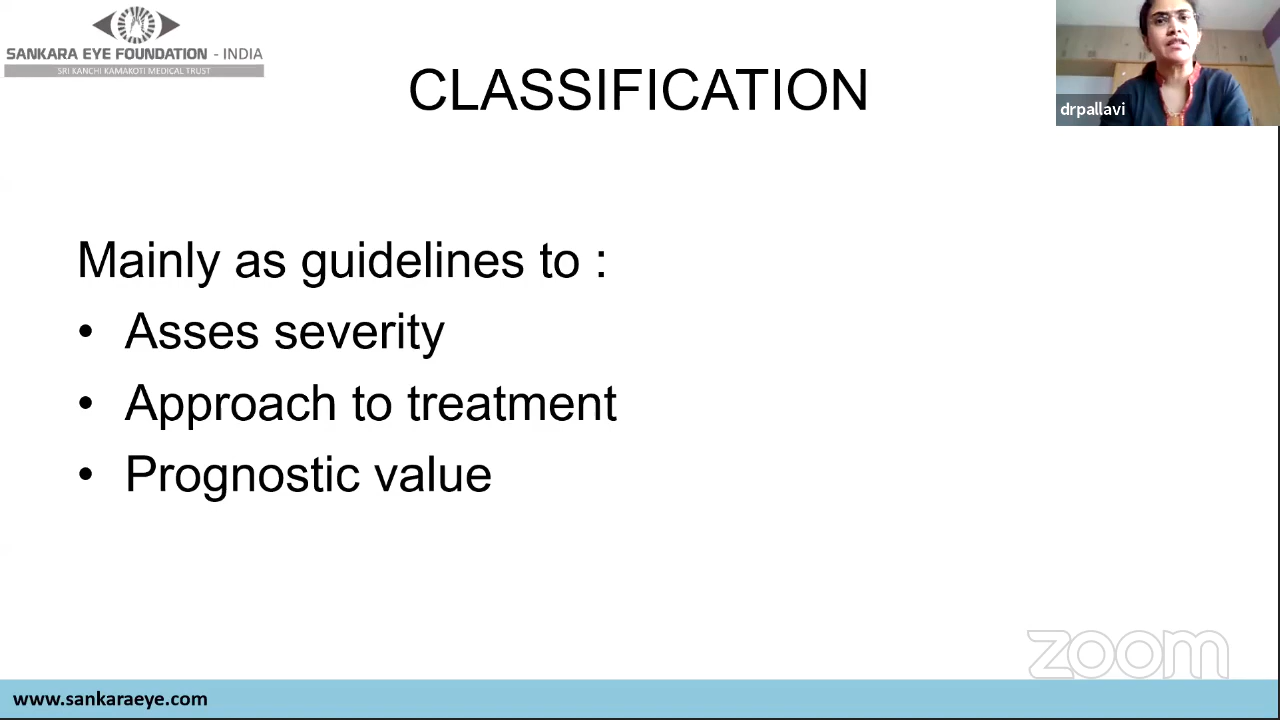 SANKARA EYE FOUNDATION - INDIA
SRI KANCHI KAMAKOTI MEDICAL TRUST
CLASSIFICATION
drpallavi
Mainly as guidelines to :
• Asses severity
• Approach to treatment
• Prognostic value
zoom
www.sankaraeye.com